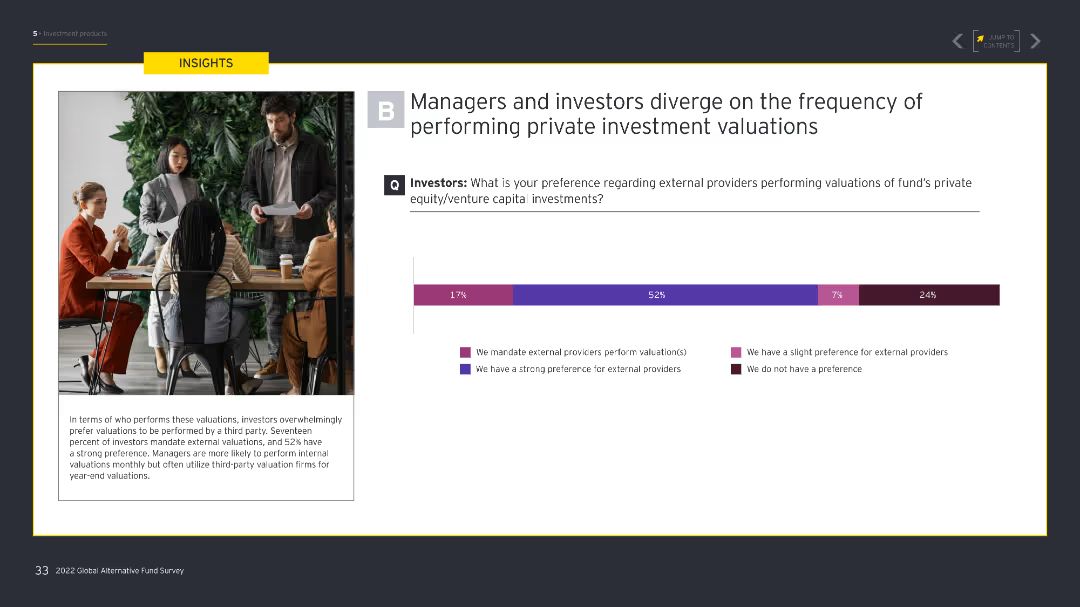 5 • Investment products
JUMP TO
CONTENTS
INSIGHTS
B
Managers and investors diverge on the frequency of
performing private investment valuations
Q
Investors: What is your preference regarding external providers performing valuations of fund's private
equity/venture capital investments?
17%
52%
7%
24%
We mandate external providers perform valuation(s)
We have a slight preference for external providers
We have a strong preference for external providers
We do not have a preference
In terms of who performs these valuations, investors overwhelmingly
prefer valuations to be performed by a third party. Seventeen
percent of investors mandate external valuations, and 52% have
a strong preference. Managers are more likely to perform internal
valuations monthly but often utilize third-party valuation firms for
year-end valuations.
33 2022 Global Alternative Fund Survey